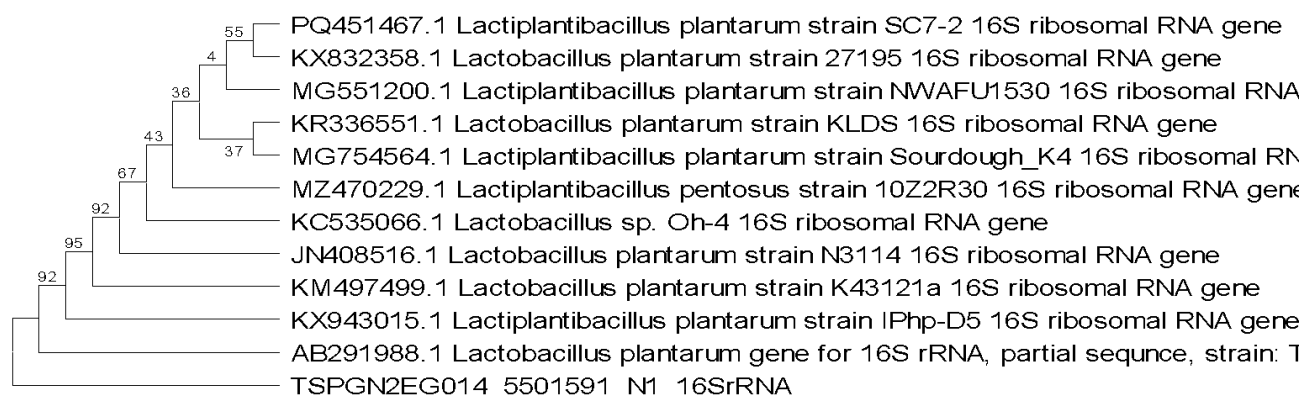 PQ451467.1 Lactiplantibacillus plantarum strain SC7-2 16S ribosomal RNA gene
55
KX832358.1 Lactobacillus plantarum strain 27195 16S ribosomal RNA gene
4
MG551200.1 Lactiplantibacillus plantarum strain NWAFU1530 16S ribosomal RNA
36
KR336551.1 Lactobacillus plantarum strain KLDS 16S ribosomal RNA gene
43
37
MG754564.1 Lactiplantibacillus plantarum strain Sourdough_K4 16S ribosomal RN
67
MZ470229.1 Lactiplantibacillus pentosus strain 10Z2R30 16S ribosomal RNA gene
92
KC535066.1 Lactobacillus sp. Oh-4 16S ribosomal RNA gene
95
JN408516.1 Lactobacillus plantarum strain N3114 16S ribosomal RNA gene
92
KM497499.1 Lactobacillus plantarum strain K43121a 16S ribosomal RNA gene
KX943015.1 Lactiplantibacillus plantarum strain IPhp-D5 16S ribosomal RNA gene
AB291988.1 Lactobacillus plantarum gene for 16S rRNA, partial sequnce, strain: T
TSPGN2EG014 5501591 N1 16SrRNA